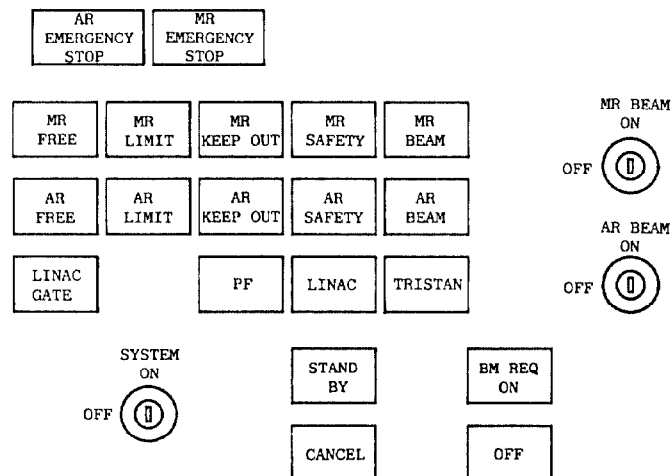 AR
EMERGENCY
STOP
MR
EMERGENCY
STOP
MR
FREE
MR
LIMIT
MR
KEEP OUT
MR
SAFETY
MR
BEAM
MR BEAM
ON
OFF
AR
FREE
AR
LIMIT
AR
KEEP OUT
AR
SAFETY
AR
BEAM
AR BEAM
ON
OFF
LINAC
GATE
PF
LINAC
TRISTAN
SYSTEM
ON
OFF
STAND
BY
BM REQ
ON
CANCEL
OFF